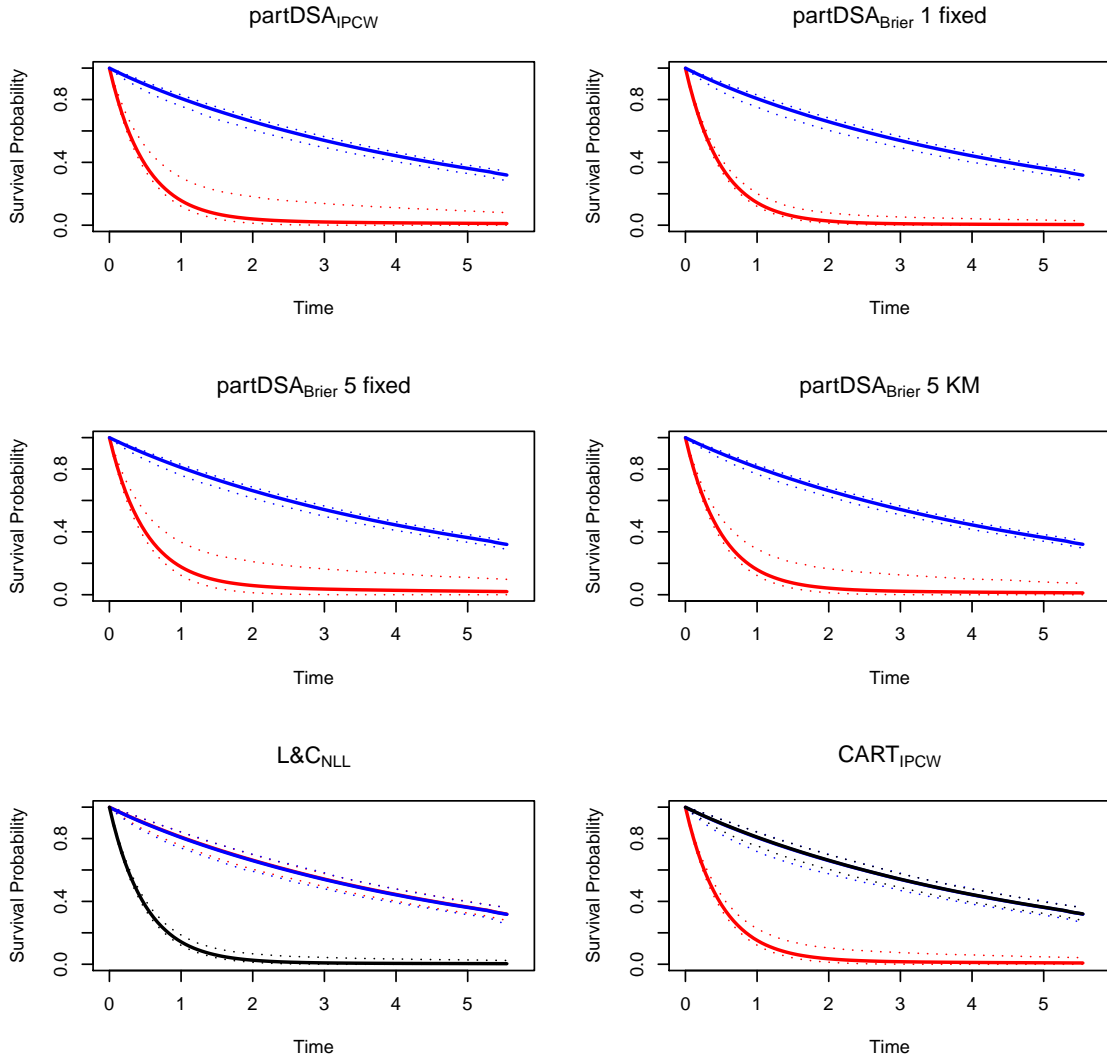 partDSA_IPCW
Survival Probability
0.0 0.4 0.8
0 1 2 3 4 5
Time
partDSA_Brier 1 fixed
Survival Probability
0.0 0.4 0.8
0 1 2 3 4 5
Time
partDSA_Brier 5 fixed
Survival Probability
0.0 0.4 0.8
0 1 2 3 4 5
Time
partDSA_Brier 5 KM
Survival Probability
0.0 0.4 0.8
0 1 2 3 4 5
Time
L&C_NLL
Survival Probability
0.0 0.4 0.8
0 1 2 3 4 5
Time
CART_IPCW
Survival Probability
0.0 0.4 0.8
0 1 2 3 4 5
Time